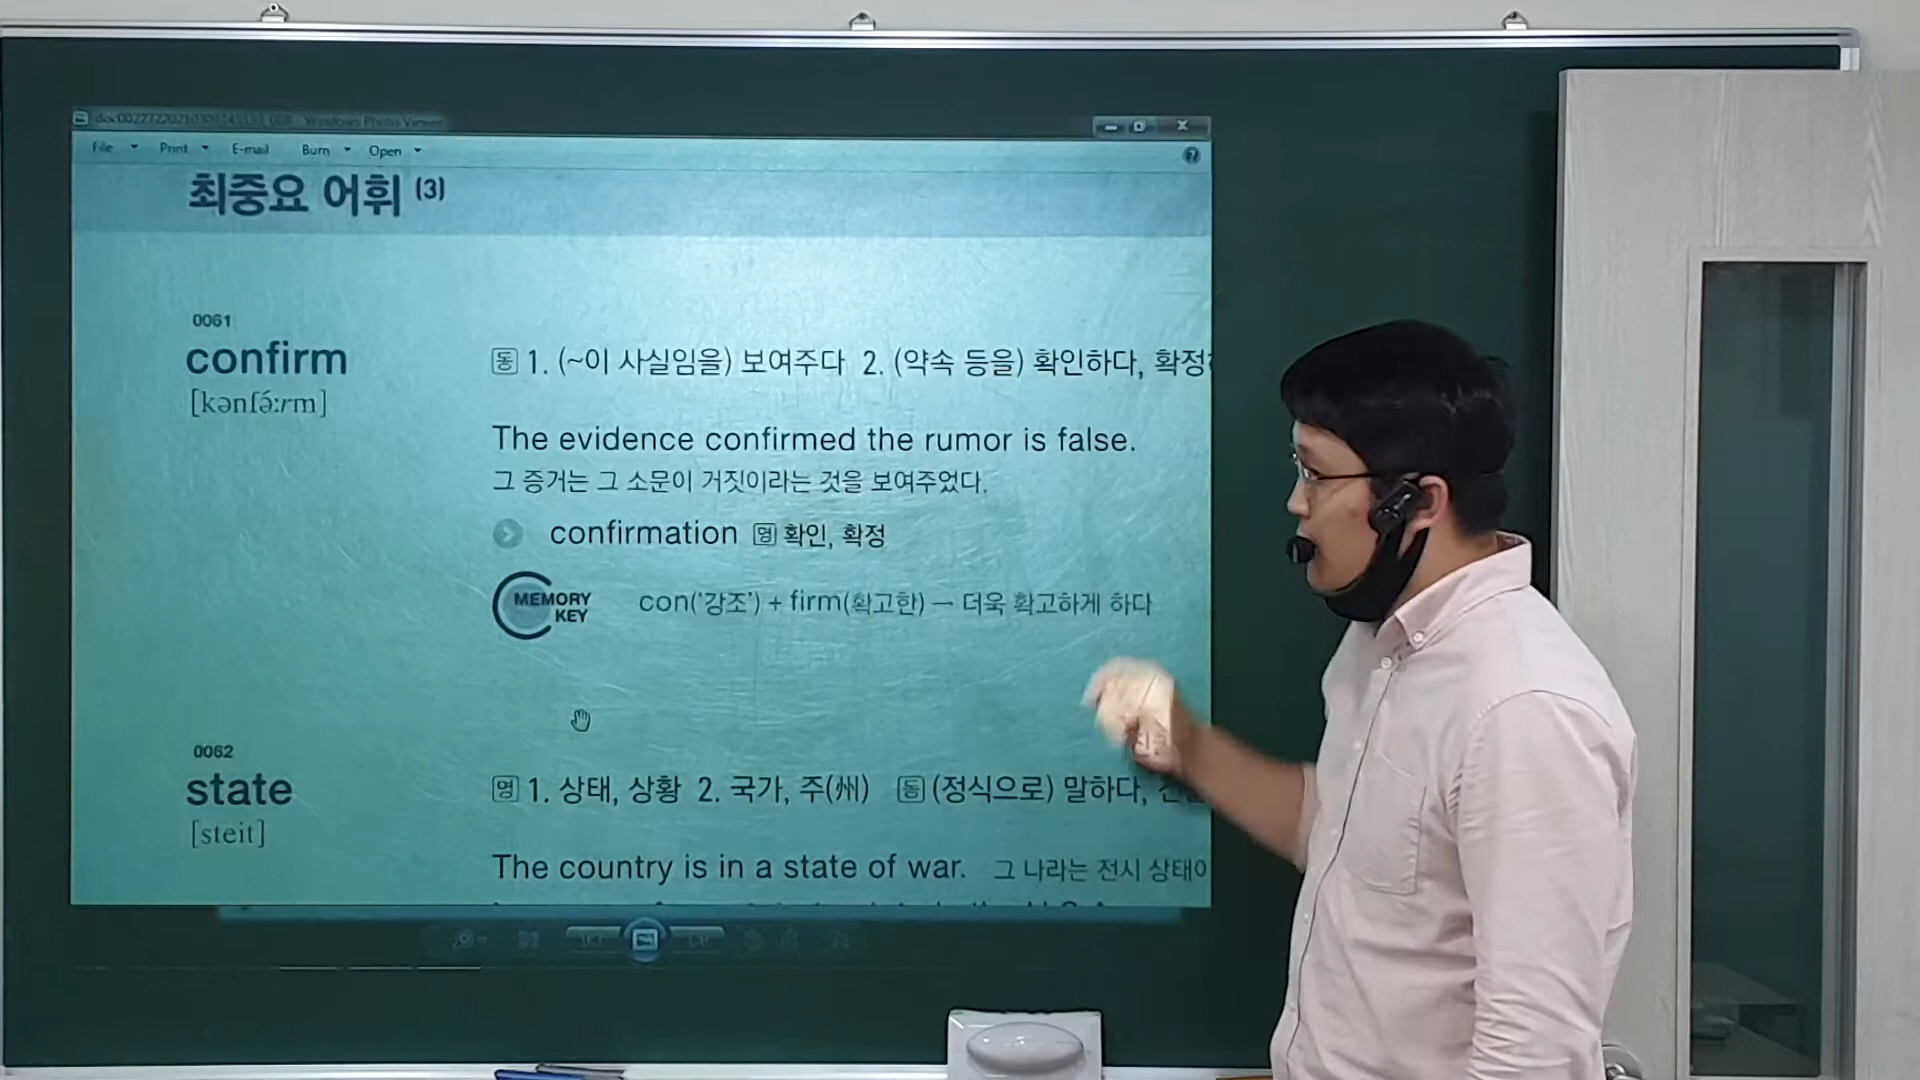 Windows Photo Viewer
File Print E-mail Burn Open
최중요 어휘 (3)
0061
confirm
[kənfə́:rm]
동 1. (~이 사실임을) 보여주다 2. (약속 등을) 확인하다, 확정
The evidence confirmed the rumor is false.
그 증거는 그 소문이 거짓이라는 것을 보여주었다.
confirmation 명 확인, 확정
MEMORY KEY
con('강조') + firm(확고한) — 더욱 확고하게 하다
0062
state
[steit]
명 1. 상태, 상황 2. 국가, 주(州) 동 (정식으로) 말하다,
The country is in a state of war. 그 나라는 전시 상태